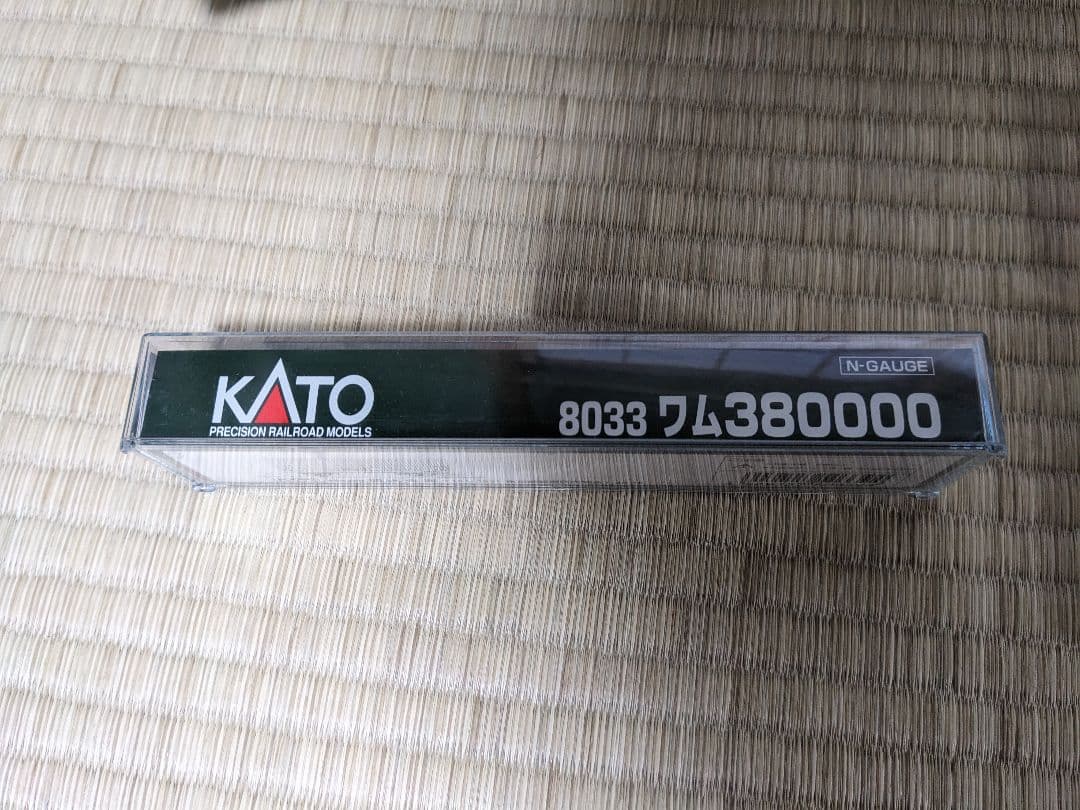 KATO
PRECISION RAILROAD MODELS
N-GAUGE
8033 ワム380000